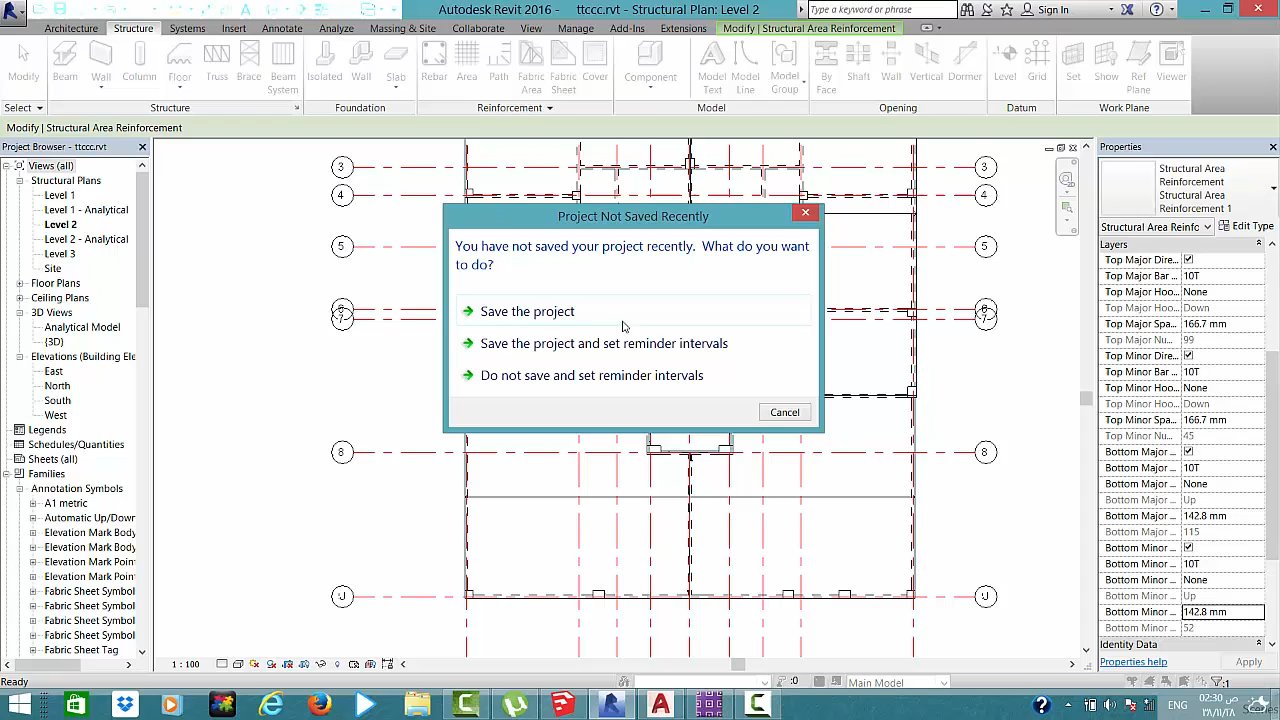 Autodesk Revit 2016 - ttccc.rvt - Structural Plan: Level 2
Type a keyword or phrase
Sign In
Architecture Structure Systems Insert Annotate Analyze Massing & Site Collaborate View Manage Add-Ins Extensions Modify | Structural Area Reinforcement
Modify Beam Wall Column Floor Truss Brace Beam System Isolated Wall Slab Rebar Area Path Fabric Area Fabric Sheet Cover Component Model Text Model Line Model Group By Face Shaft Wall Vertical Dormer Level Grid Set Show Ref Plane Viewer
Select Structure Foundation Reinforcement Model Opening Datum Work Plane
Modify | Structural Area Reinforcement
Project Browser - ttccc.rvt
Views (all)
Structural Plans
Level 1
Level 1 - Analytical
Level 2
Level 2 - Analytical
Level 3
Site
Floor Plans
Ceiling Plans
3D Views
Analytical Model
{3D}
Elevations (Building Ele
East
North
South
West
Legends
Schedules/Quantities
Sheets (all)
Families
Annotation Symbols
A1 metric
Automatic Up/Down
Elevation Mark Body
Elevation Mark Body
Elevation Mark Poin
Elevation Mark Poin
Fabric Sheet Symbol
Fabric Sheet Symbol
Fabric Sheet Symbol
Fabric Sheet Symbol
Fabric Sheet Tag
3 3
4 4
5 5
7 7
8 8
Project Not Saved Recently
You have not saved your project recently. What do you want
to do?
Save the project
Save the project and set reminder intervals
Do not save and set reminder intervals
Cancel
Properties
Structural Area
Reinforcement
Structural Area
Reinforcement 1
Structural Area Reinfc Edit Type
Layers
Top Major Dire...
Top Major Bar ... 10T
Top Major Hoo... None
Top Major Hoo... Down
Top Major Spa... 166.7 mm
Top Major Nu... 99
Top Minor Dire...
Top Minor Bar ... 10T
Top Minor Hoo... None
Top Minor Hoo... Down
Top Minor Spa... 166.7 mm
Top Minor Nu... 45
Bottom Major ...
Bottom Major ... 10T
Bottom Major ... None
Bottom Major ... Up
Bottom Major ... 142.8 mm
Bottom Major ... 115
Bottom Minor ...
Bottom Minor ... 10T
Bottom Minor ... None
Bottom Minor ... Up
Bottom Minor ... 142.8 mm
Bottom Minor ... 52
Identity Data
Properties help Apply
1 : 100
Ready
:0 Main Model :1
ENG 02:30 ص